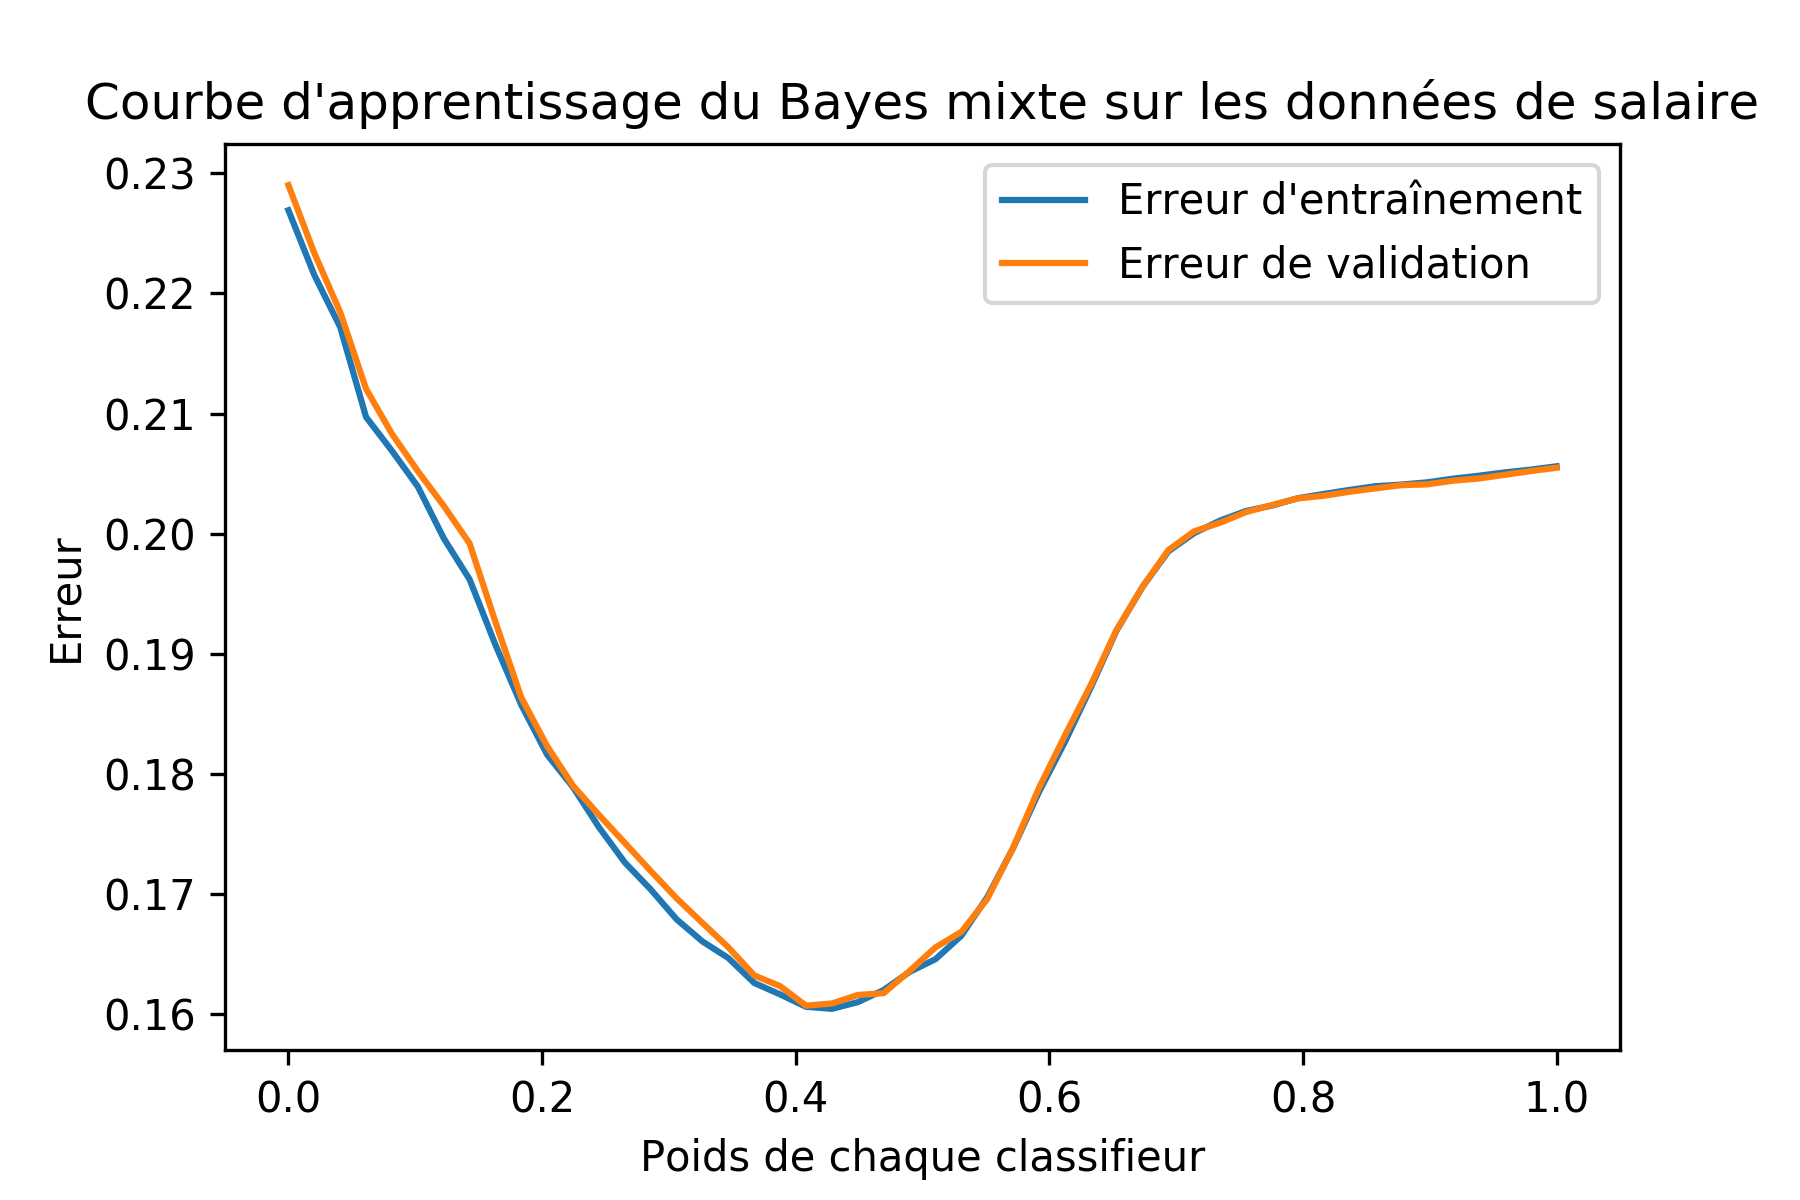 Courbe d'apprentissage du Bayes mixte sur les données de salaire
Erreur d'entraînement
Erreur de validation
0.23
0.22
0.21
0.20
0.19
0.18
0.17
0.16
Erreur
0.0 0.2 0.4 0.6 0.8 1.0
Poids de chaque classifieur